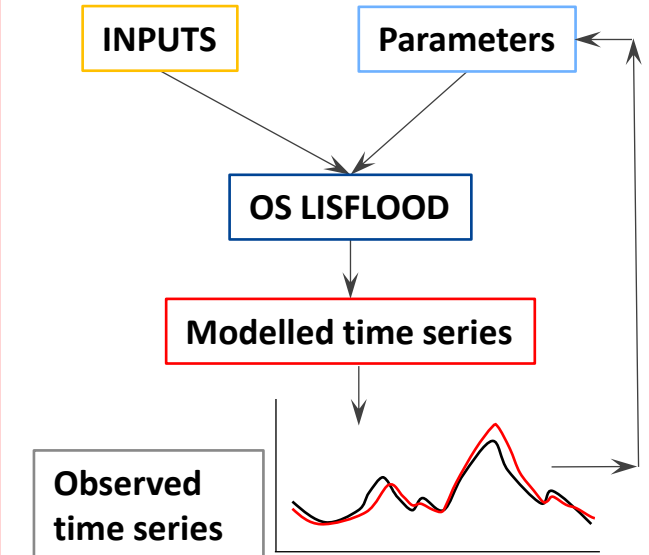 INPUTS
Parameters
OS LISFLOOD
Modelled time series
Observed
time series